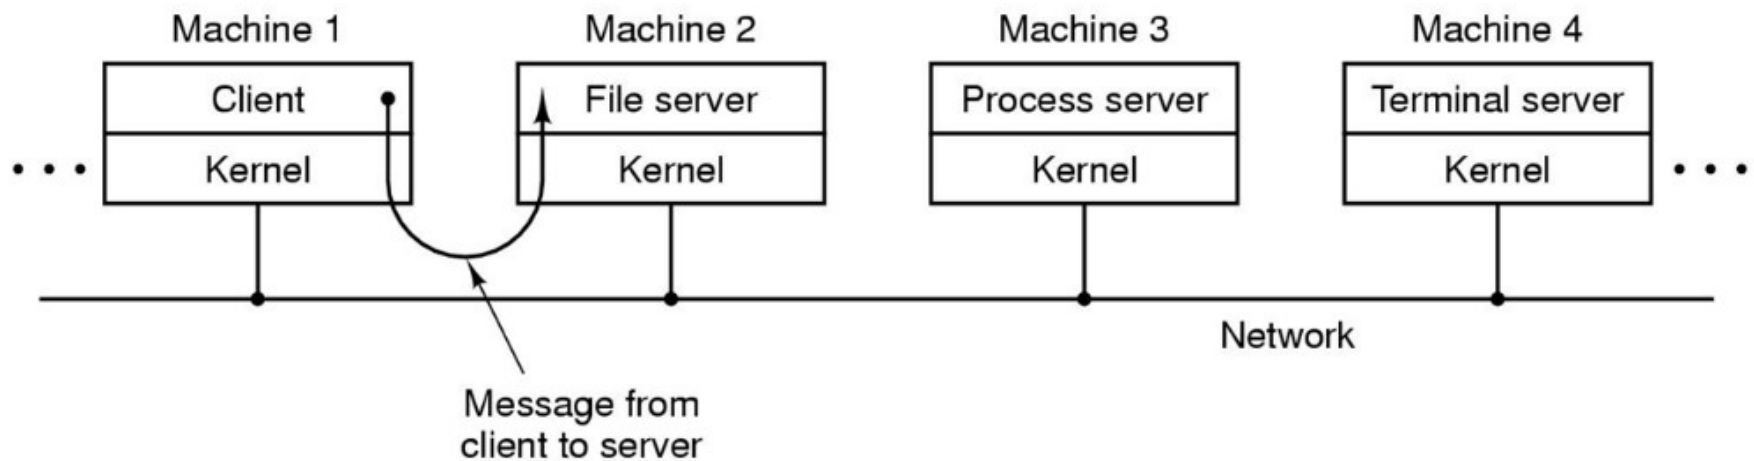 Machine 1
Machine 2
Machine 3
Machine 4
Client
File server
Process server
Terminal server
• • •
Kernel
Kernel
Kernel
Kernel
• • •
Network
Message from
client to server